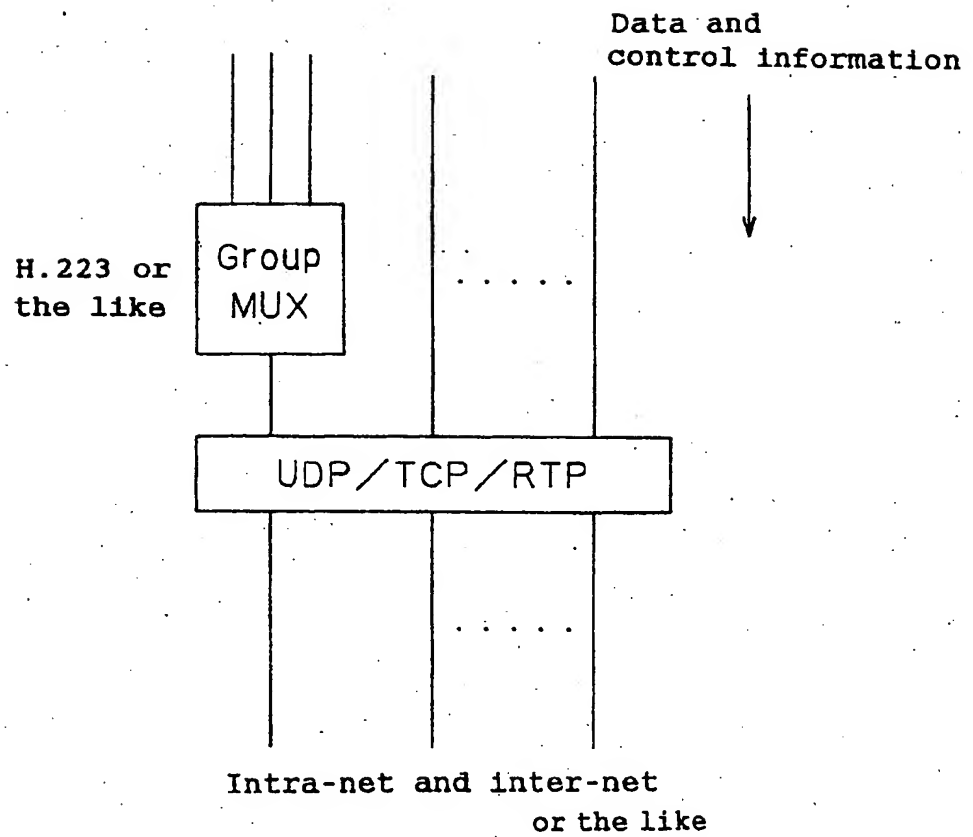 Data and
control information
H.223 or
the like
Group
MUX
.....
UDP/TCP/RTP
.....
Intra-net and inter-net
or the like